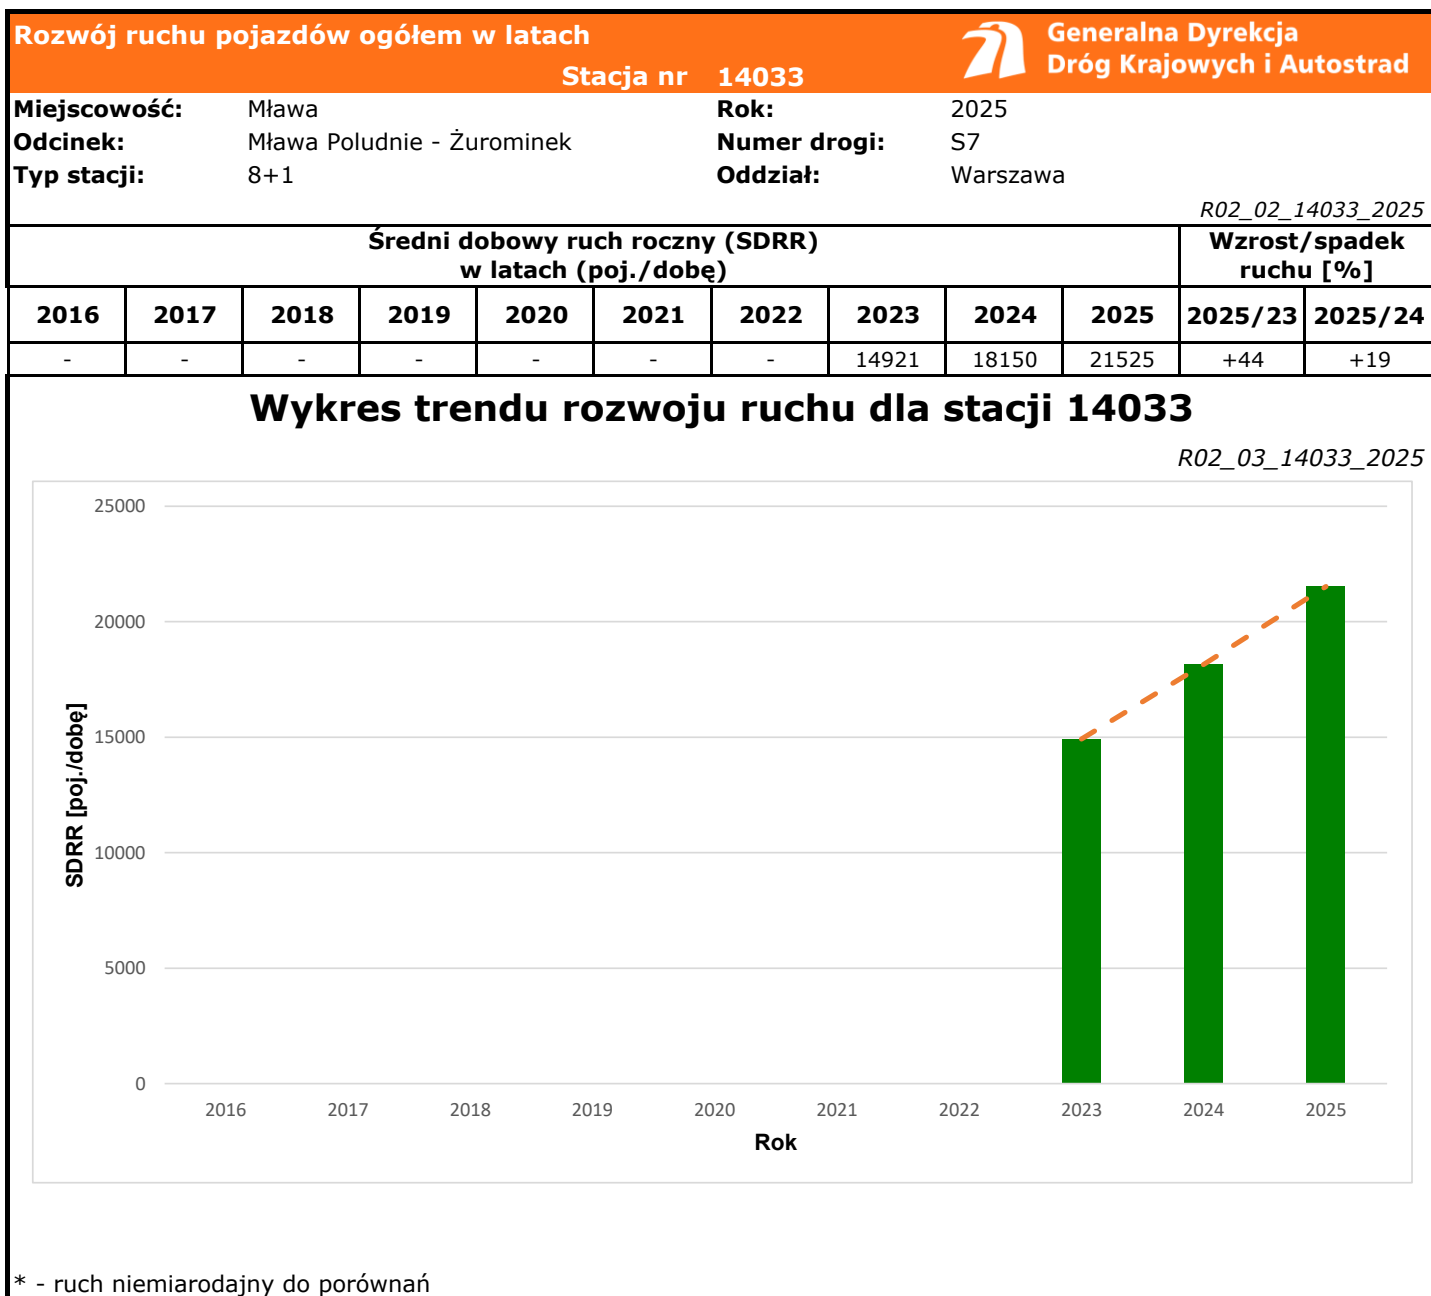 Rozwój ruchu pojazdów ogółem w latach
Generalna Dyrekcja
Dróg Krajowych i Autostrad
Stacja nr 14033
Miejscowość: Mława Rok: 2025
Odcinek: Mława Poludnie - Żurominek Numer drogi: S7
Typ stacji: 8+1 Oddział: Warszawa
R02_02_14033_2025
Średni dobowy ruch roczny (SDRR)
w latach (poj./dobę)
Wzrost/spadek
ruchu [%]
2016 2017 2018 2019 2020 2021 2022 2023 2024 2025 2025/23 2025/24
- - - - - - - 14921 18150 21525 +44 +19
Wykres trendu rozwoju ruchu dla stacji 14033
R02_03_14033_2025
25000
20000
15000
10000
5000
0
SDRR [poj./dobę]
2016 2017 2018 2019 2020 2021 2022 2023 2024 2025
Rok
* - ruch niemiarodajny do porównań